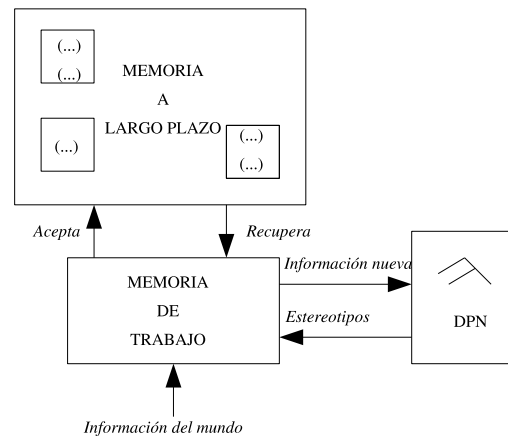 (...)
(...)
MEMORIA
A
LARGO PLAZO
(...)
(...)
(...)
Acepta
Recupera
MEMORIA
DE
TRABAJO
Información nueva
Estereotipos
DPN
Información del mundo